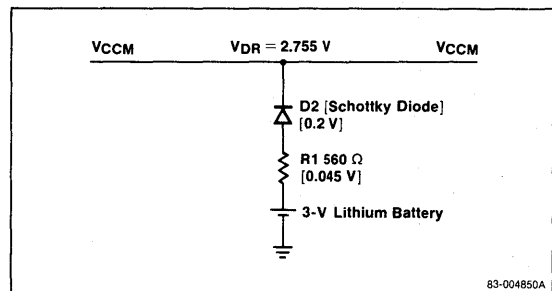 VCCM VDR = 2.755 V VCCM
D2 [Schottky Diode]
[0.2 V]
R1 560 Ω
[0.045 V]
3-V Lithium Battery
83-004850A